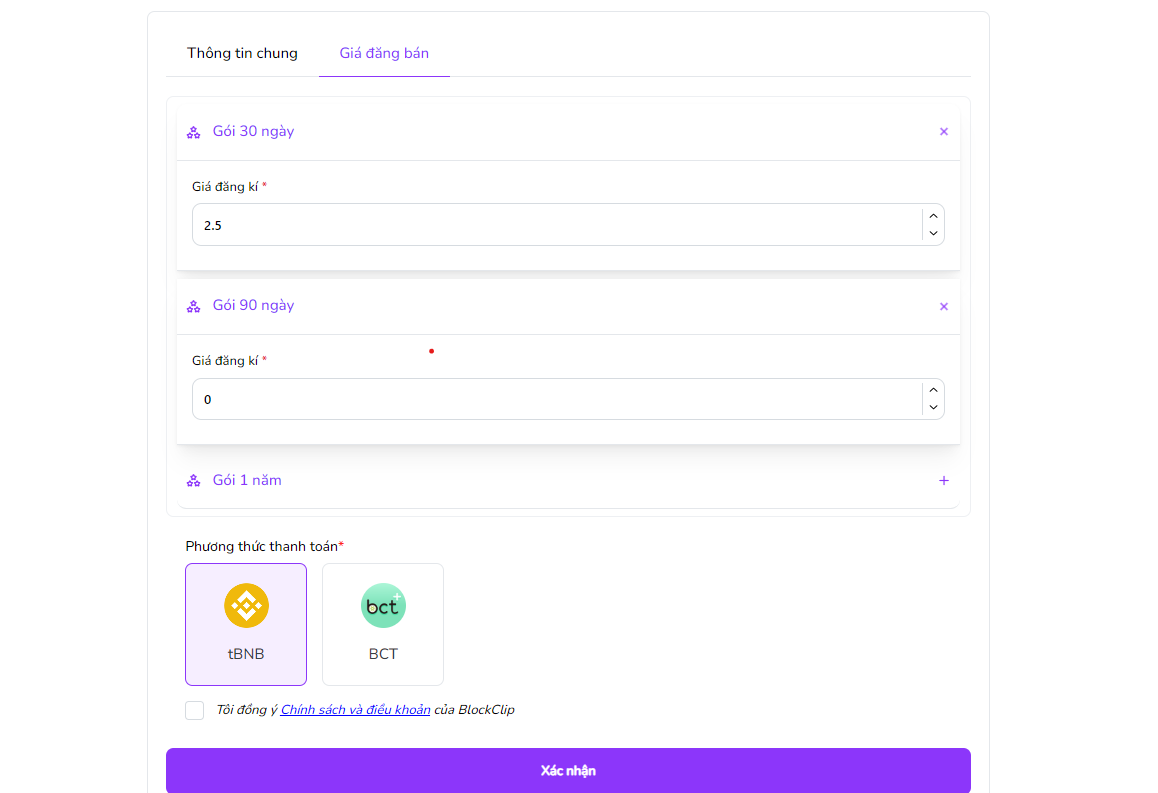 Thông tin chung Giá đăng bán
Gói 30 ngày
Giá đăng kí *
2.5
Gói 90 ngày
Giá đăng kí *
0
Gói 1 năm
Phương thức thanh toán*
bct+
tBNB BCT
Tôi đồng ý Chính sách và điều khoản của BlockClip
Xác nhận